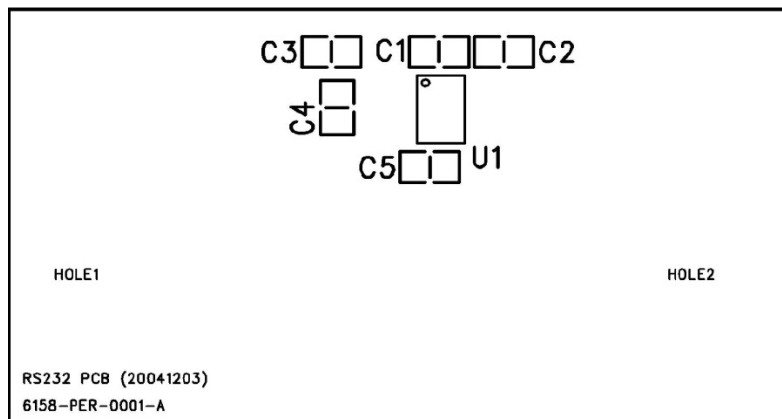 C3 C1 C2
C4
C5 U1
HOLE1 HOLE2
RS232 PCB (20041203)
6158-PER-0001-A